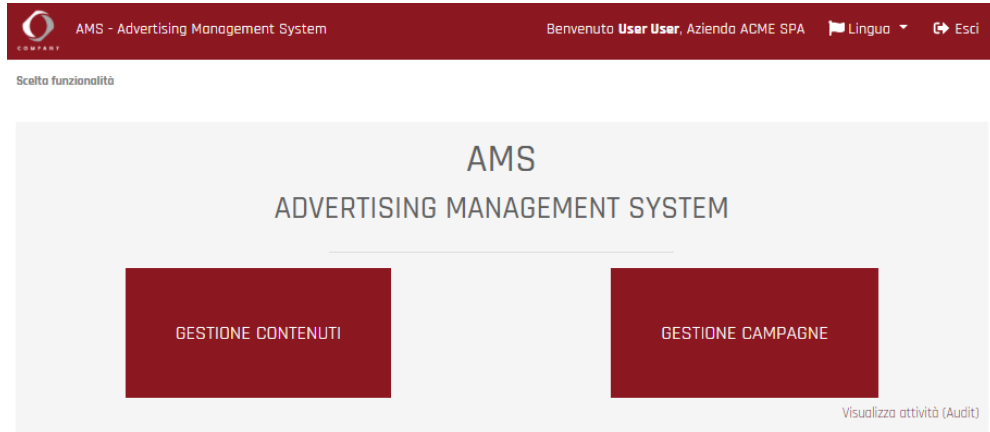 COMPANY
AMS - Advertising Management System
Benvenuto User User, Azienda ACME SPA
Lingua
Esci
Scelta funzionalità
AMS
ADVERTISING MANAGEMENT SYSTEM
GESTIONE CONTENUTI
GESTIONE CAMPAGNE
Visualizza attività (Audit)